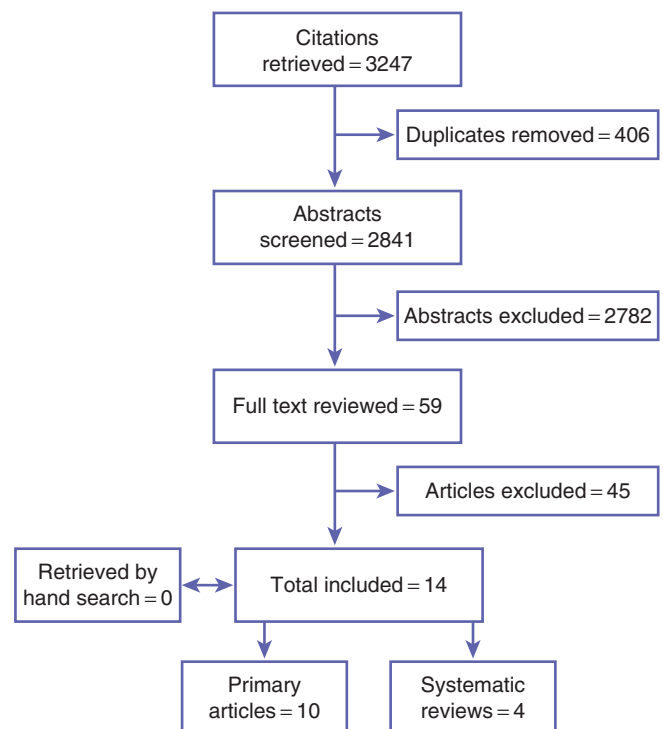 Citations
retrieved = 3247
Duplicates removed = 406
Abstracts
screened = 2841
Abstracts excluded = 2782
Full text reviewed = 59
Articles excluded = 45
Retrieved by
hand search = 0
Total included = 14
Primary
articles = 10
Systematic
reviews = 4